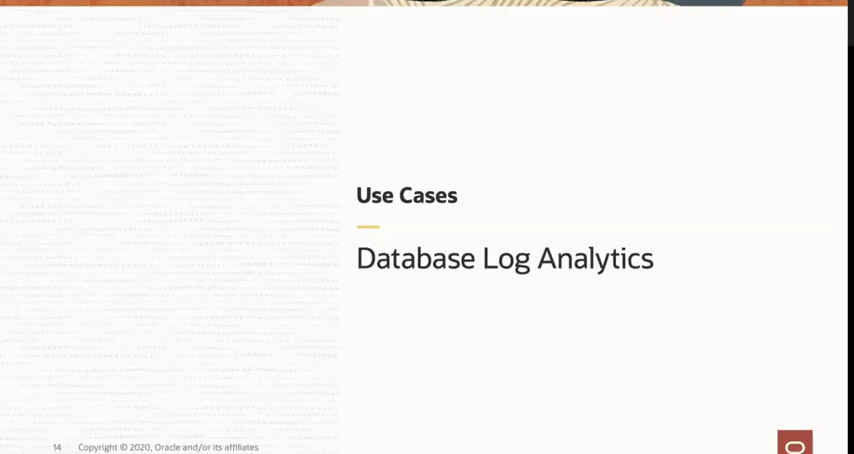 Use Cases
Database Log Analytics
14 Copyright © 2020, Oracle and/or its affiliates